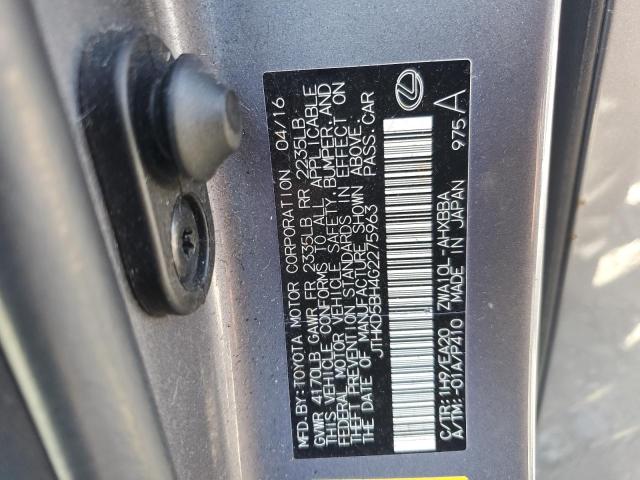 MFD. BY: TOYOTA MOTOR CORPORATION 04/16
GVWR 4170LB GAWR FR 2335LB RR 2235LB
THIS VEHICLE CONFORMS TO ALL APPLICABLE
FEDERAL MOTOR VEHICLE SAFETY, BUMPER, AND
THEFT PREVENTION STANDARDS IN EFFECT ON
THE DATE OF MANUFACTURE SHOWN ABOVE.
JTHKD5BH4G2275963 PASS. CAR
C/TR: 1H9/EA20 ZWA10L-AHXBBA
A/TM: -01A/P410 MADE IN JAPAN 975 A